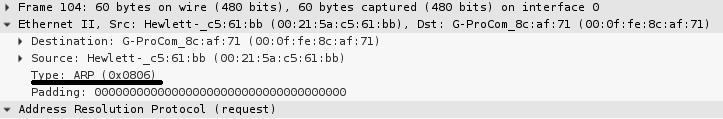 Frame 104: 60 bytes on wire (480 bits), 60 bytes captured (480 bits) on interface 0
Ethernet II, Src: Hewlett-_c5:61:bb (00:21:5a:c5:61:bb), Dst: G-ProCom_8c:af:71 (00:0f:fe:8c:af:71)
Destination: G-ProCom_8c:af:71 (00:0f:fe:8c:af:71)
Source: Hewlett-_c5:61:bb (00:21:5a:c5:61:bb)
Type: ARP (0x0806)
Padding: 000000000000000000000000000000000000
Address Resolution Protocol (request)